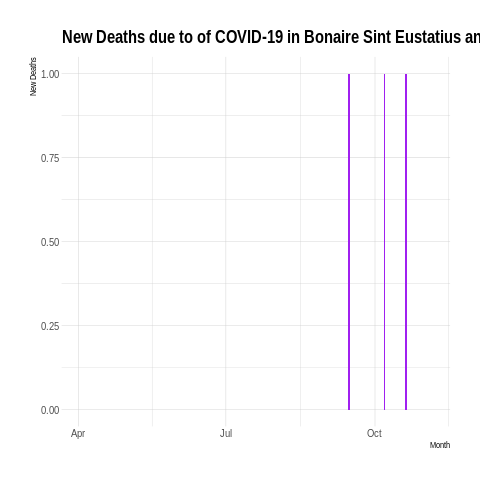 New Deaths due to of COVID-19 in Bonaire Sint Eustatius an
New Deaths
1.00
0.75
0.50
0.25
0.00
Apr Jul Oct
Month